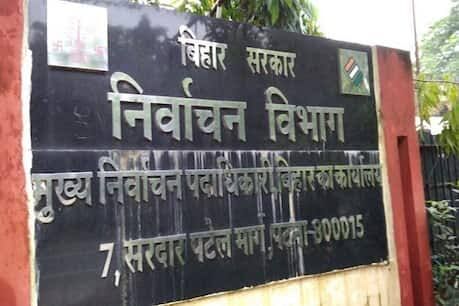 बिहार सरकार
निर्वाचन विभाग
मुख्य निर्वाचन पदाधिकारी, बिहार का कार्यालय
7, सरदार पटेल मार्ग, पटना-800015